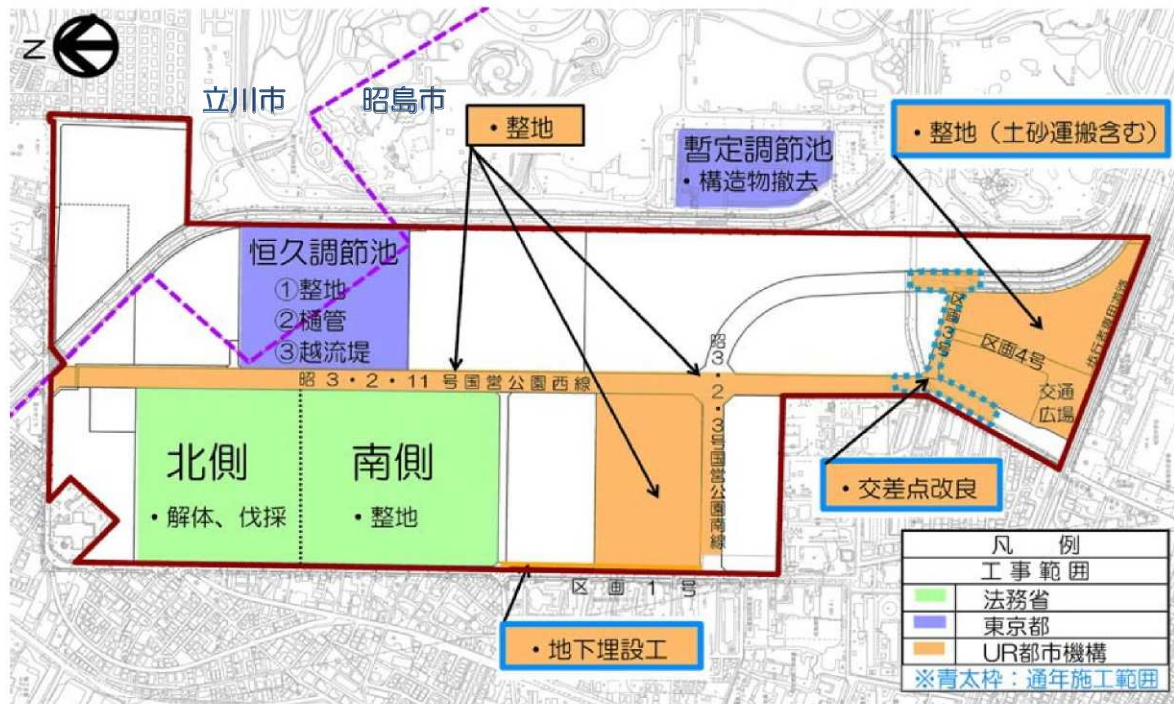 N
立川市
昭島市
・整地
・整地（土砂運搬含む）
暫定調節池
・構造物撤去
恒久調節池
①整地
②樋管
③越流堤
区画3号
区画4号
交通
広場
昭3・2・11号国営公園西線
昭3・2・3号国営公園南線
北側
・解体、伐採
南側
・整地
・交差点改良
区画1号
・地下埋設工
凡　例
工事範囲
法務省
東京都
UR都市機構
※青太枠：通年施工範囲